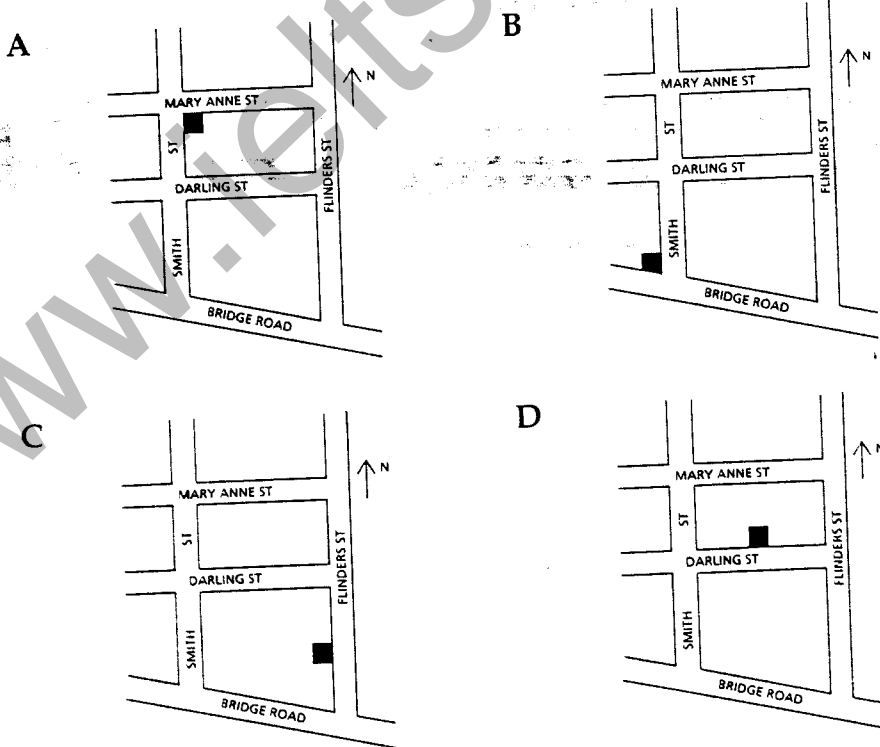 A
N
MARY ANNE ST
ST
DARLING ST
FLINDERS ST
SMITH
BRIDGE ROAD
B
N
MARY ANNE ST
ST
DARLING ST
FLINDERS ST
SMITH
BRIDGE ROAD
C
N
MARY ANNE ST
ST
DARLING ST
FLINDERS ST
SMITH
BRIDGE ROAD
D
N
MARY ANNE ST
ST
DARLING ST
FLINDERS ST
SMITH
BRIDGE ROAD
ww.ielts